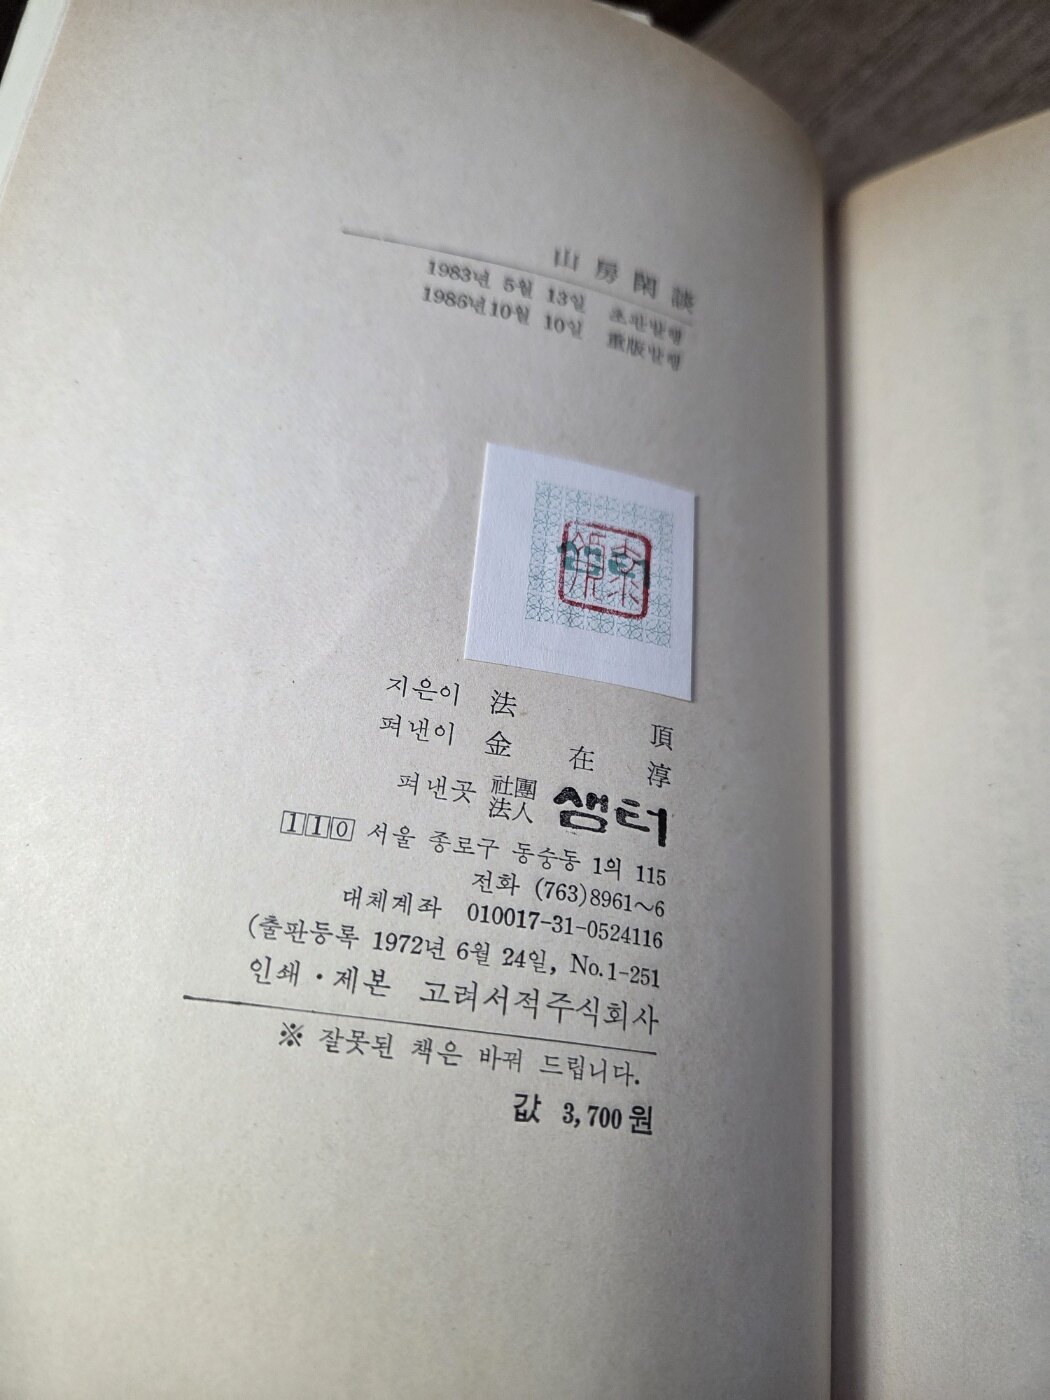 山房閑談
1983년 5월 13일 초판발행
1986년10월 10일 重版발행
지은이 法頂
펴낸이 金在淳
펴낸곳 社團法人 샘터
110 서울 종로구 동숭동 1의 115
전화 (763)8961～6
대체계좌 010017-31-0524116
(출판등록 1972년 6월 24일, No.1-251
인쇄·제본 고려서적주식회사
※ 잘못된 책은 바꿔 드립니다.
값 3,700원